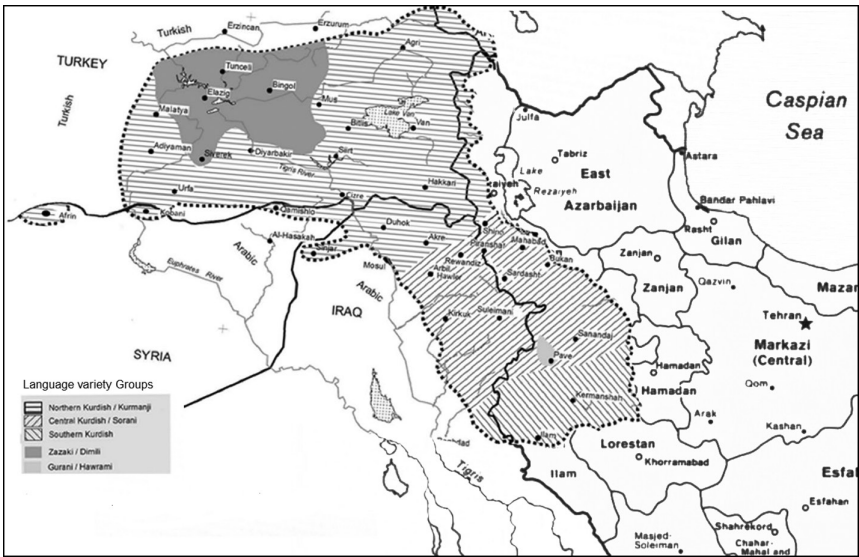 Erzincan
Erzurum
Turkish
TURKEY
Agri
Tunceli
Caspian
Sea
Elazig
Bingol
Mus
Malatya
Turkish
Lake Van
Julfa
Bitlis
Van
Adiyaman
Diyarbakir
Siirt
Tabriz
Astara
Siverek
Tigris River
Lake
East
Rezaiyeh
Azarbaijan
Urfa
Hakkari
zaiyeh
Cizre
Bandar Pahlavi
Afrin
Kobani
Qamishlo
Rasht
Duhok
Shino
Gilan
Al-Hasakah
Arabic
Akre
Piranshar
Mahabad
Zanjan
Rewandiz
Bukan
Mosul
Euphrates River
Arbil
Hawler
Sardasht
Zanjan
Qazvin
Mazar
Arabic
IRAQ
Kirkuk
Suleimani
Tehran
Sanandaj
Markazi
(Central)
SYRIA
Pave
Hamadan
Language variety Groups
Hamadan
Qom
Northern Kurdish / Kurmanji
Kermanshah
Central Kurdish / Sorani
Arak
Southern Kurdish
Kashan
Ilam
Lorestan
Zazaki / Dimili
Khorramabad
Gurani / Hawrami
Tigris
Ilam
Esfal
Esfahan
Shahrekord
Masjed-
Soleiman
Chahar-
Mahal and